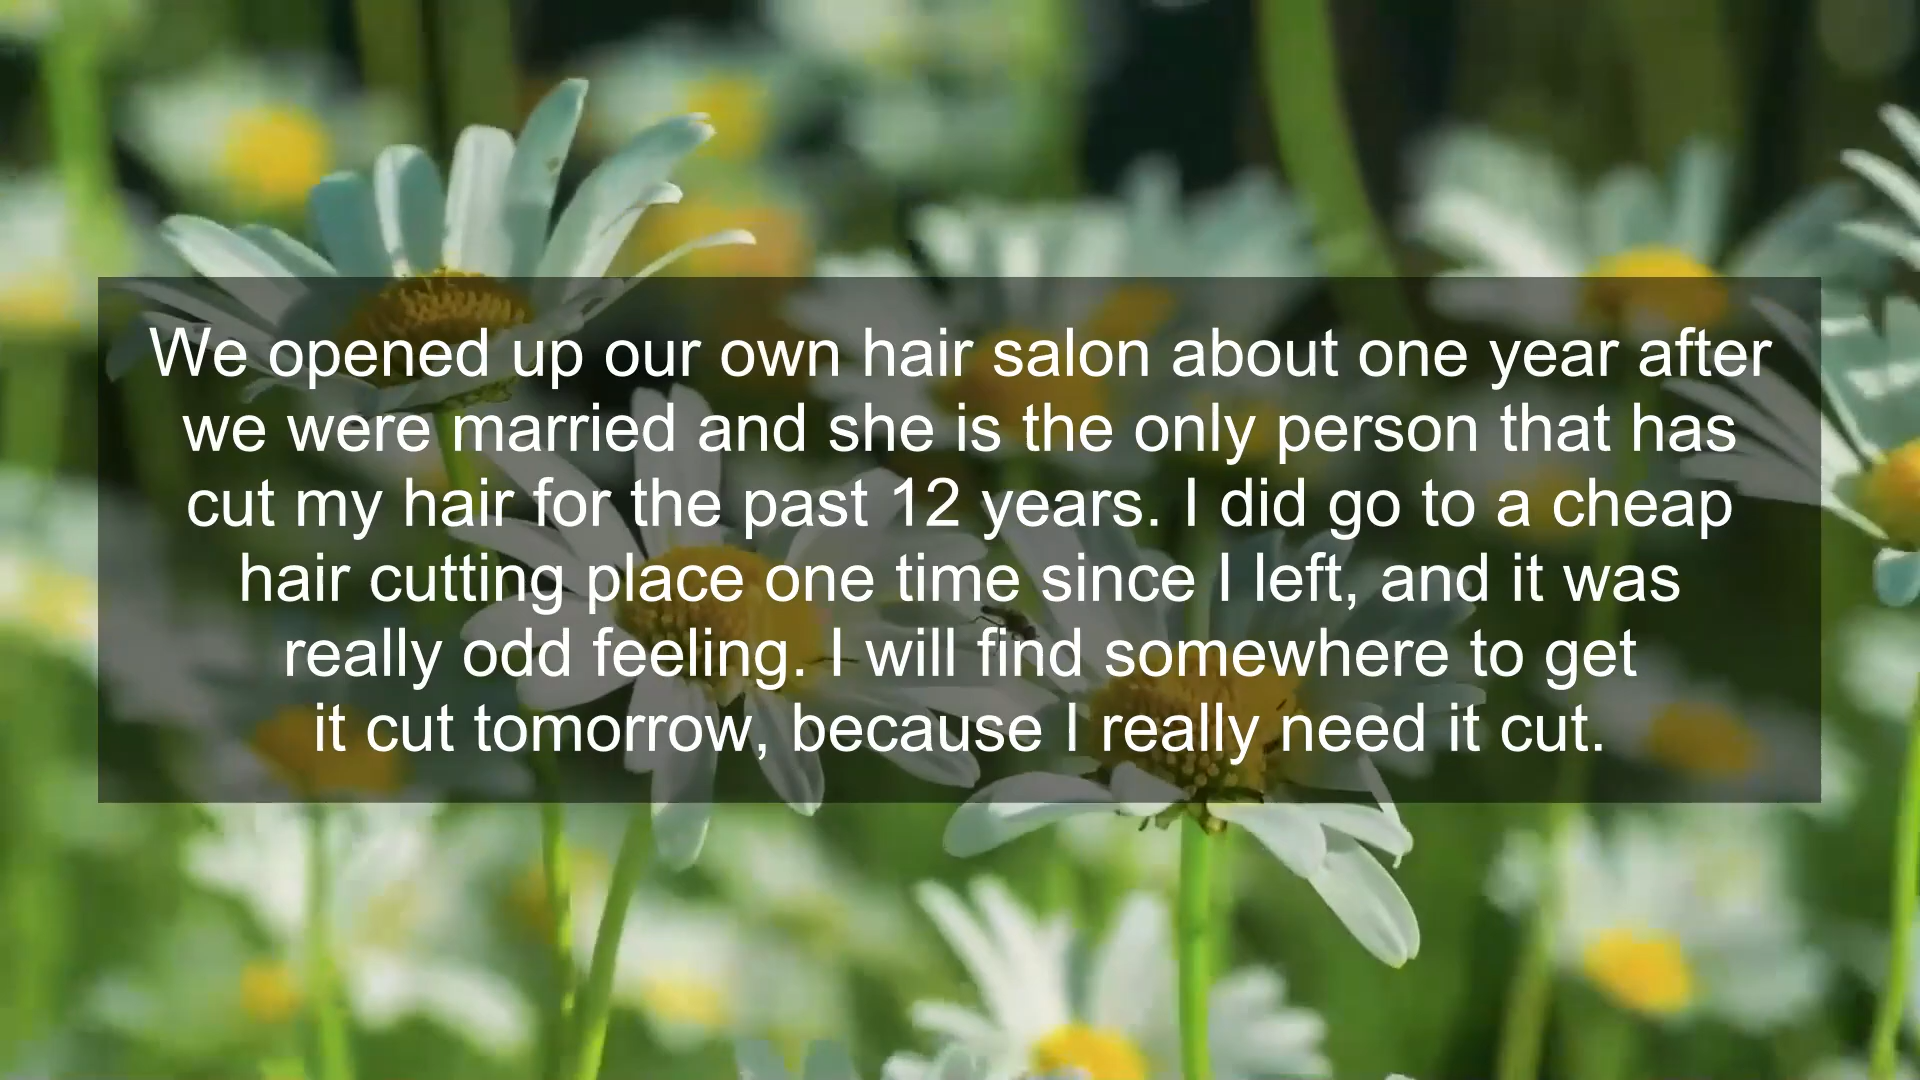 We opened up our own hair salon about one year after
we were married and she is the only person that has
cut my hair for the past 12 years. I did go to a cheap
hair cutting place one time since I left, and it was
really odd feeling. I will find somewhere to get
it cut tomorrow, because I really need it cut.